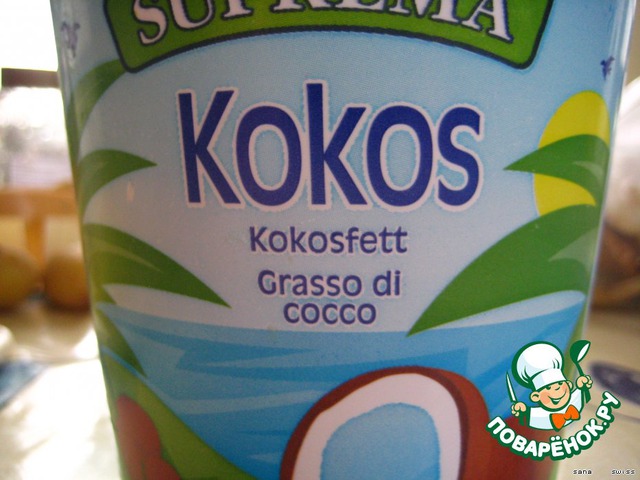 SUPREMA
Kokos
Kokosfett
Grasso di
cocco
ПОВАРЁНОК.РУ
sana swiss